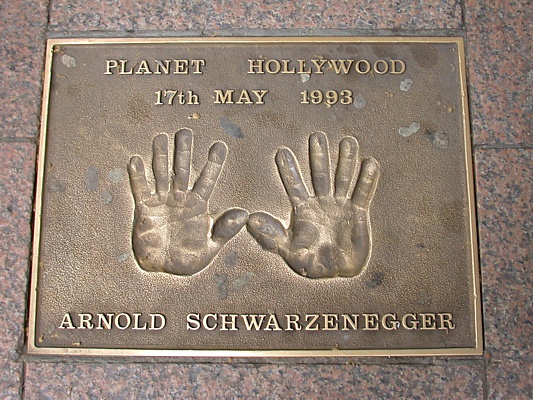 PLANET HOLLYWOOD
17th MAY 1993
ARNOLD SCHWARZENEGGER